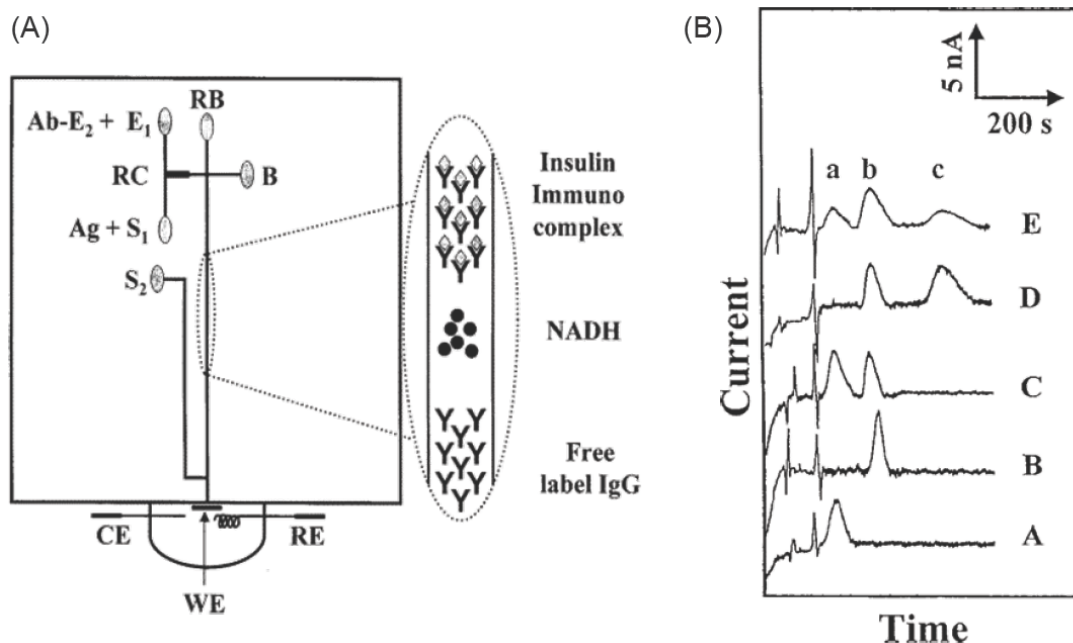 (A)
RB
Ab-E₂ + E₁
RC
B
Ag + S₁
S₂
CE
RE
WE
Insulin
Immuno
complex
NADH
Free
label IgG
(B)
5 nA
200 s
a b c
E
D
C
B
A
Current
Time